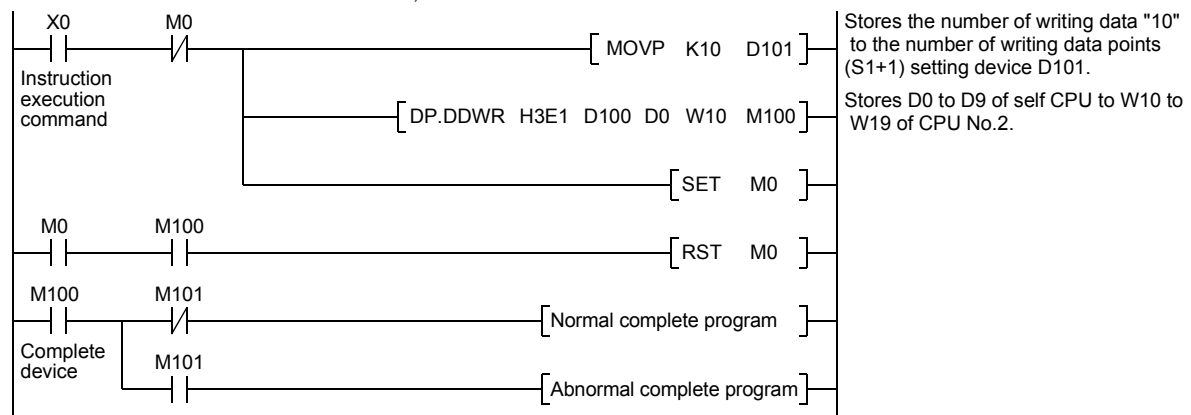 X0 M0
MOVP K10 D101
Stores the number of writing data "10"
to the number of writing data points
(S1+1) setting device D101.
Instruction
execution
command
DP.DDWR H3E1 D100 D0 W10 M100
Stores D0 to D9 of self CPU to W10 to
W19 of CPU No.2.
SET M0
M0 M100
RST M0
M100 M101
Normal complete program
Complete
device
M101
Abnormal complete program